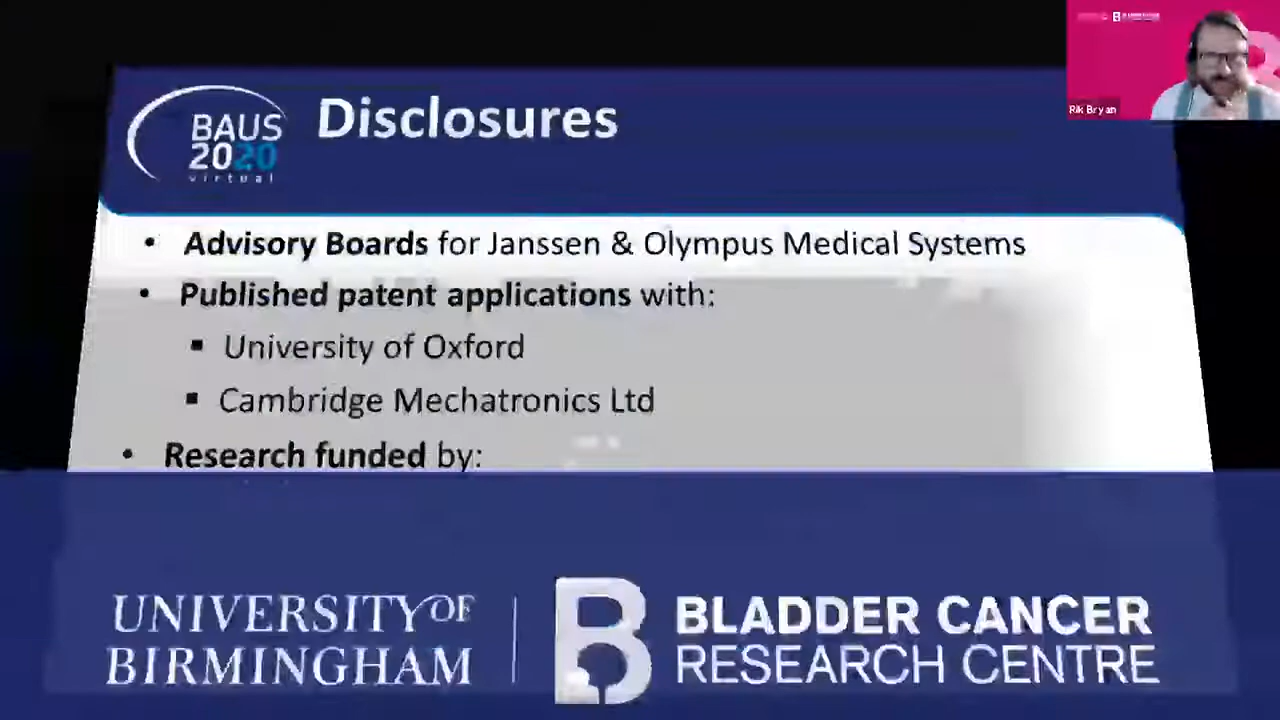 BAUS
2020
virtual
Disclosures
Rik Bryan
• Advisory Boards for Janssen & Olympus Medical Systems
• Published patent applications with:
▪ University of Oxford
▪ Cambridge Mechatronics Ltd
• Research funded by:
UNIVERSITY OF
BIRMINGHAM
BLADDER CANCER
RESEARCH CENTRE